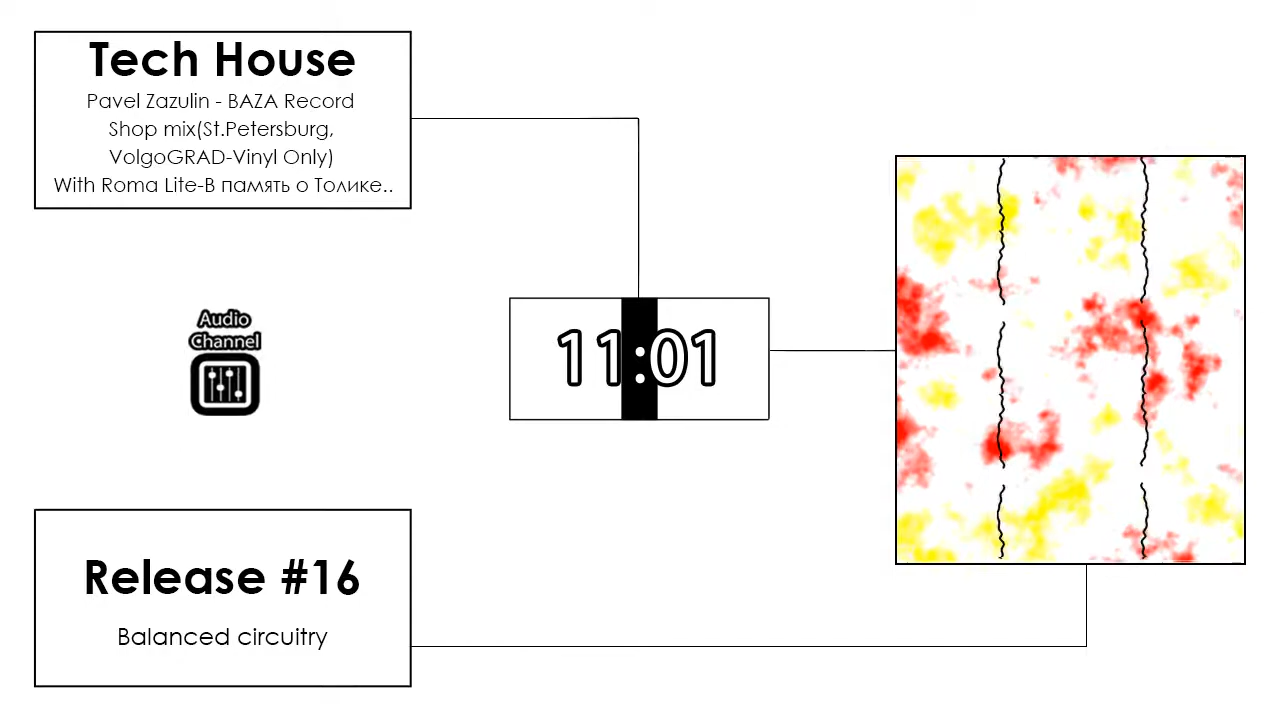 Tech House
Pavel Zazulin - BAZA Record
Shop mix(St.Petersburg,
VolgoGRAD-Vinyl Only)
With Roma Lite-В память о Толике..
Audio
Channel
11:01
Release #16
Balanced circuitry